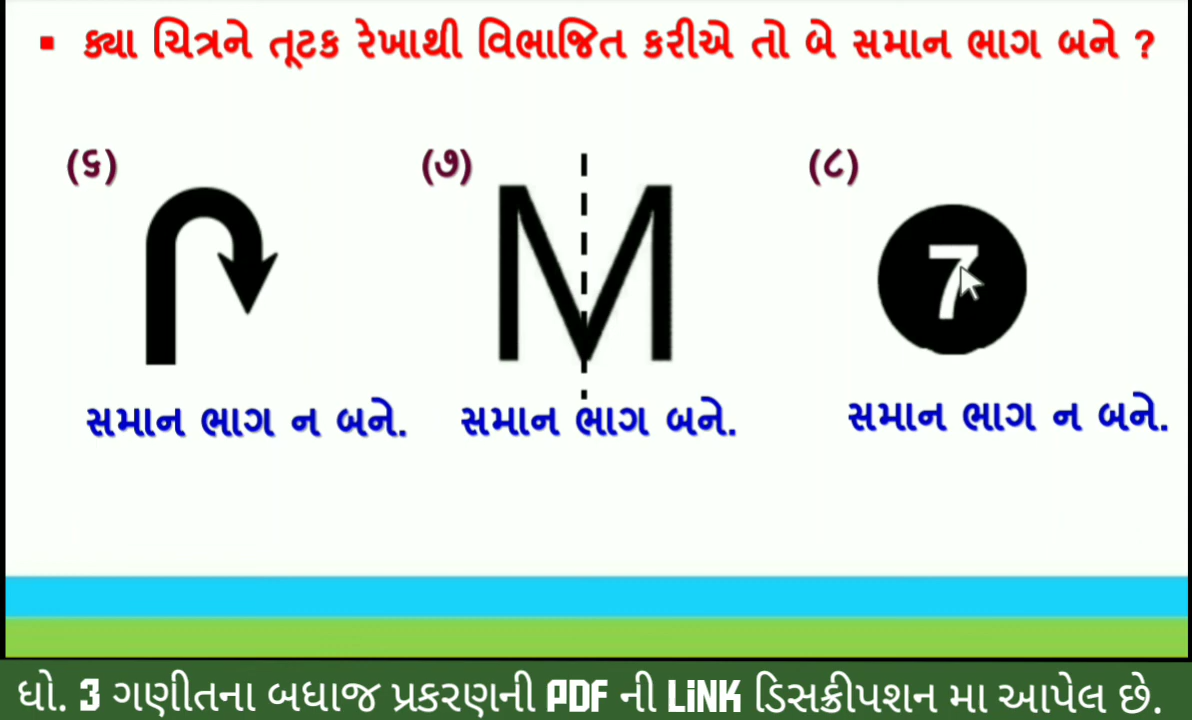 ▪ ક્યા ચિત્રને તૂટક રેખાથી વિભાજિત કરીએ તો બે સમાન ભાગ બને ?
(૬) (૭) (૮)
M 7
સમાન ભાગ ન બને. સમાન ભાગ બને. સમાન ભાગ ન બને.
ધો. 3 ગણીતના બધાજ પ્રકરણની PDF ની LiNK ડિસક્રીપશન મા આપેલ છે.